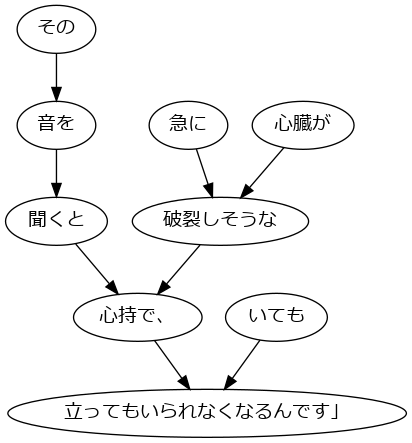 その
音を
急に
心臓が
聞くと
破裂しそうな
心持で、
いても
立ってもいられなくなるんです」